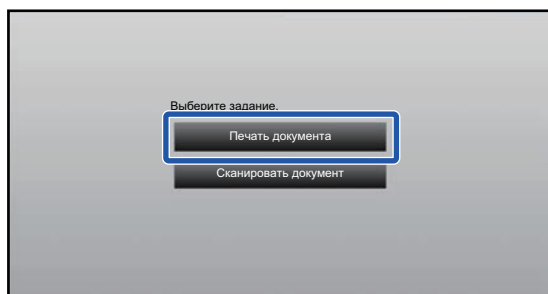 Выберите задание.
Печать документа
Сканировать документ